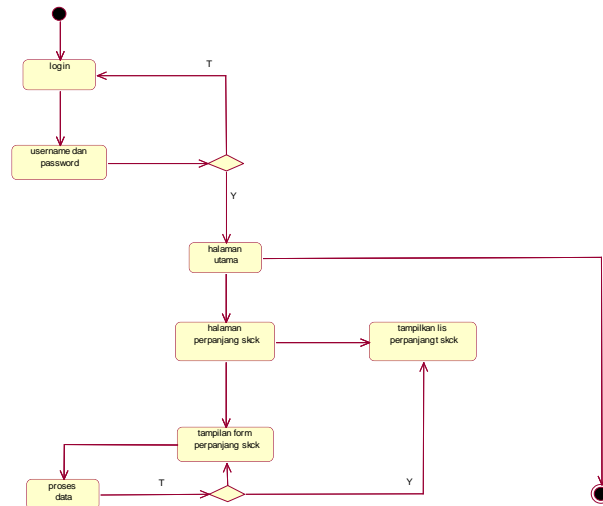 login
T
username dan
password
Y
halaman
utama
halaman
perpanjang skck
tampilkan lis
perpanjangt skck
tampilan form
perpanjang skck
proses
data
T
Y